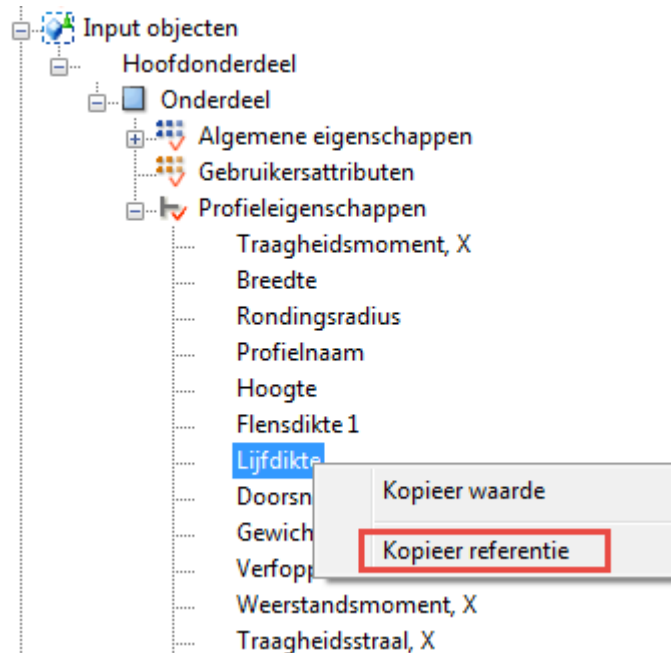 Input objecten
Hoofdonderdeel
Onderdeel
Algemene eigenschappen
Gebruikersattributen
Profieleigenschappen
Traagheidsmoment, X
Breedte
Rondingsradius
Profielnaam
Hoogte
Flensdikte 1
Lijfdikte
Kopieer waarde
Kopieer referentie
Weerstandsmoment, X
Traagheidsstraal, X